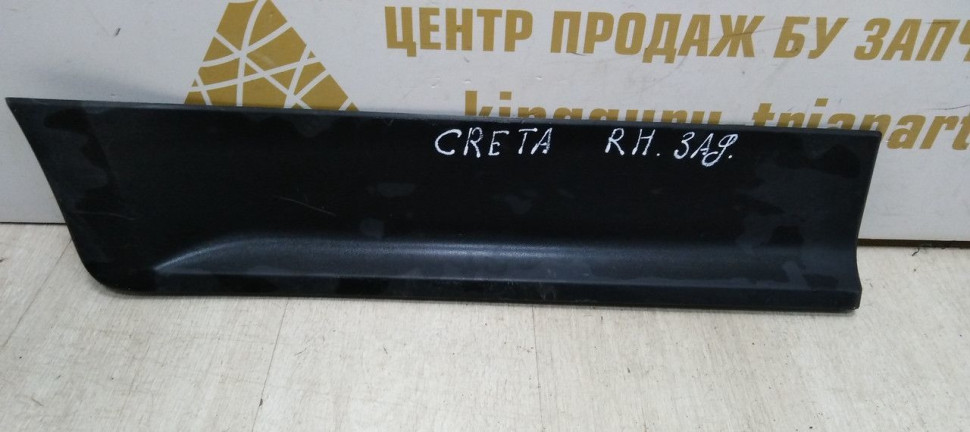 ЦЕНТР ПРОДАЖ БУ ЗАПЧ
CRETA RH. ЗАД.